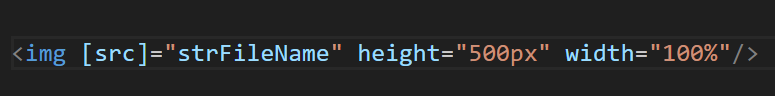 <img [src]="strFileName" height="500px" width="100%"/>